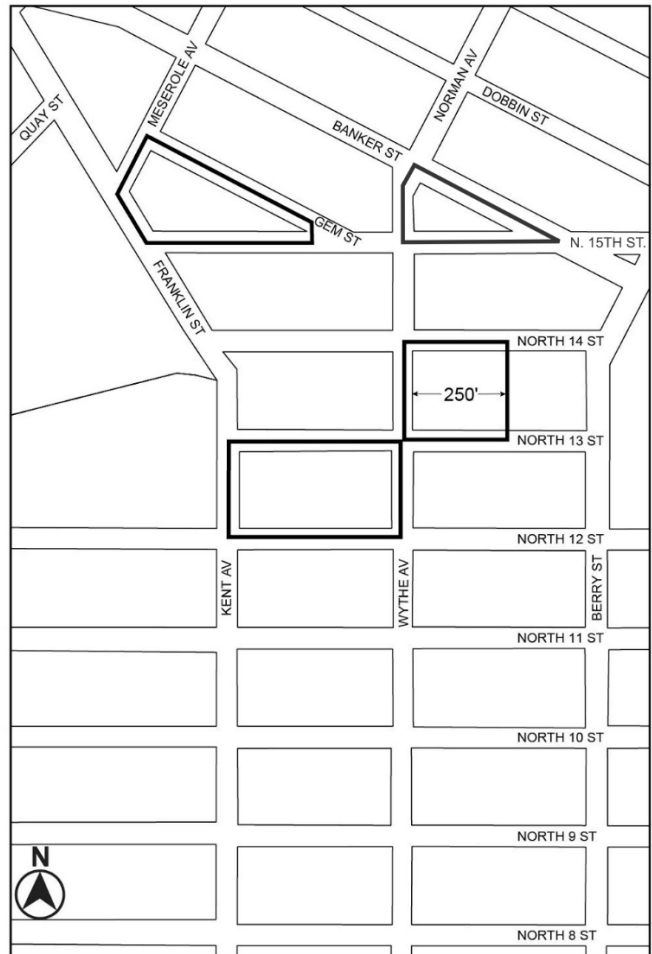 MESEROLE AV
NORMAN AV
DOBBIN ST
QUAY ST
BANKER ST
GEM ST
N. 15TH ST.
FRANKLIN ST
NORTH 14 ST
250'
NORTH 13 ST
NORTH 12 ST
KENT AV
WYTHE AV
BERRY ST
NORTH 11 ST
NORTH 10 ST
NORTH 9 ST
N
NORTH 8 ST